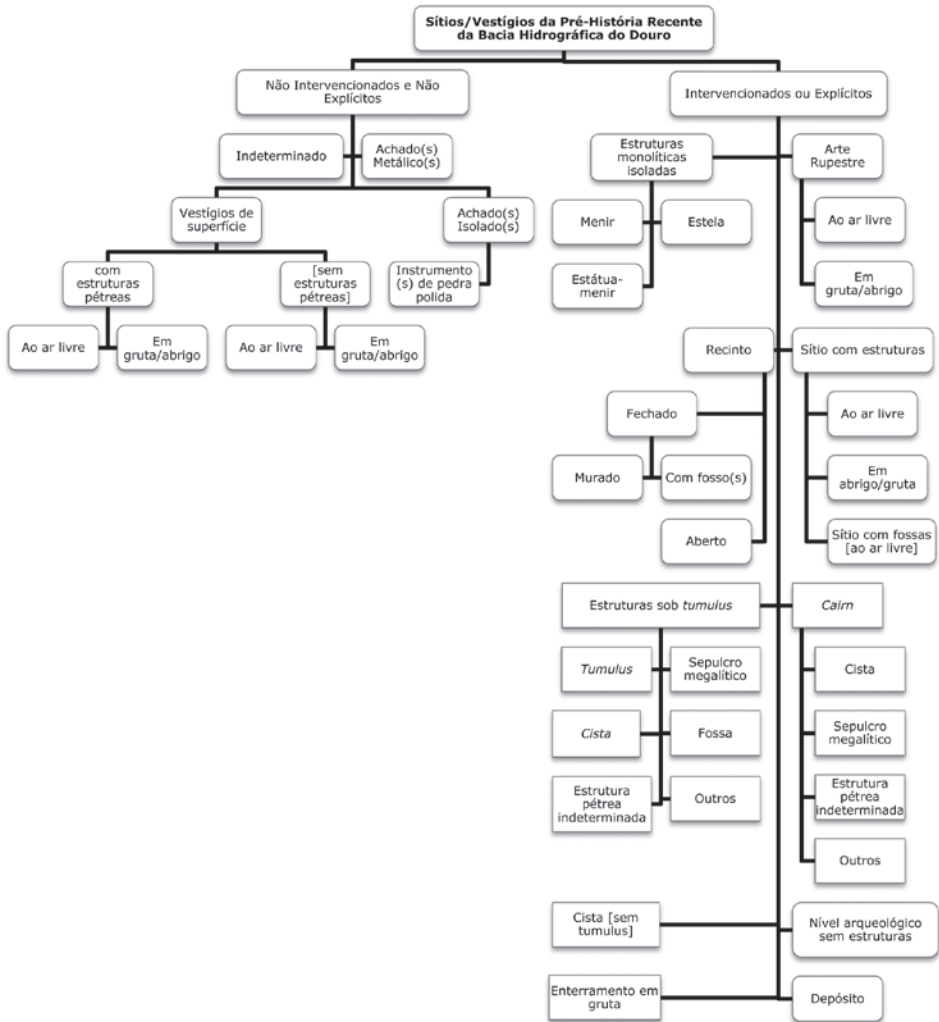 Sítios/Vestígios da Pré-História Recente
da Bacia Hidrográfica do Douro
Não Intervencionados e Não
Explícitos
Indeterminado
Achado(s)
Metálico(s)
Vestígios de
superfície
Achado(s)
Isolado(s)
com
estruturas
pétreas
[sem
estruturas
pétreas]
Instrumento
(s) de pedra
polida
Ao ar livre
Em
gruta/abrigo
Ao ar livre
Em
gruta/abrigo
Intervencionados ou Explícitos
Estruturas
monolíticas
isoladas
Arte
Rupestre
Menir
Estela
Estátua-
menir
Ao ar livre
Em
gruta/abrigo
Recinto
Sítio com estruturas
Fechado
Murado
Com fosso(s)
Aberto
Ao ar livre
Em
abrigo/gruta
Sítio com fossas
[ao ar livre]
Estruturas sob tumulus
Cairn
Tumulus
Sepulcro
megalítico
Cista
Fossa
Estrutura
pétrea
indeterminada
Outros
Cista
Sepulcro
megalítico
Estrutura
pétrea
indeterminada
Outros
Cista [sem
tumulus]
Nível arqueológico
sem estruturas
Enterramento em
gruta
Depósito